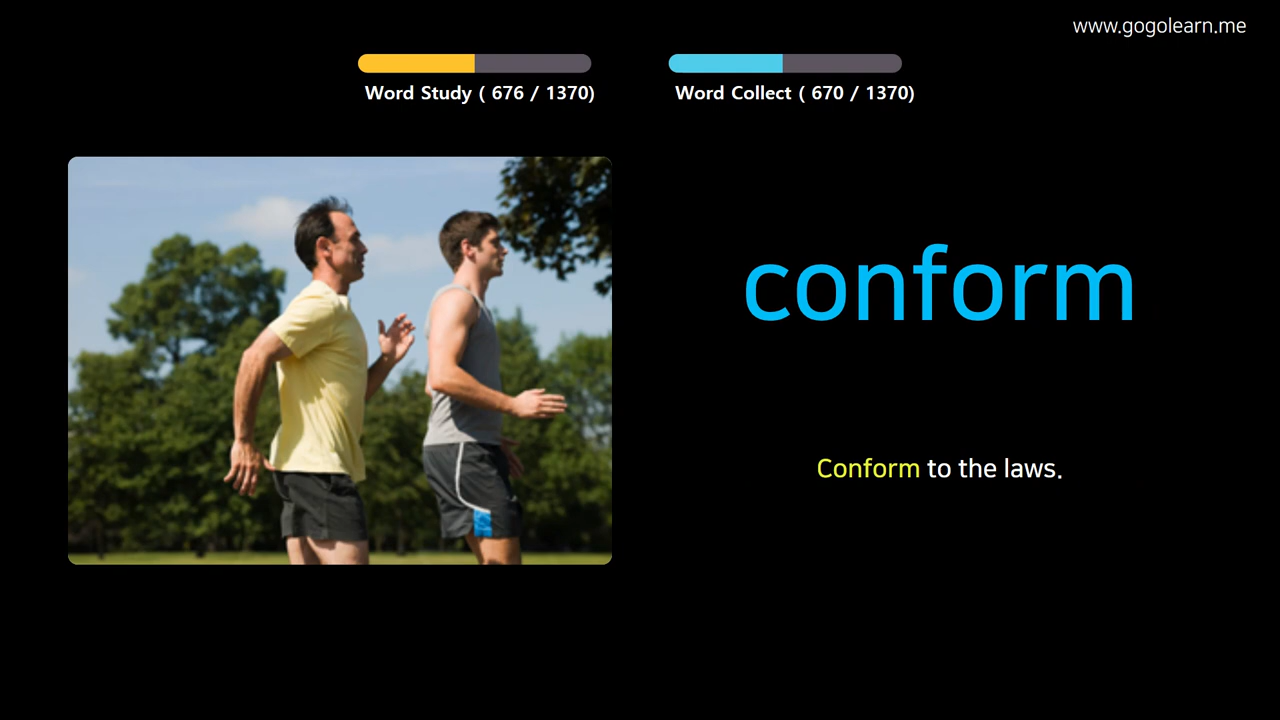 www.gogolearn.me
Word Study ( 676 / 1370)
Word Collect ( 670 / 1370)
conform
Conform to the laws.